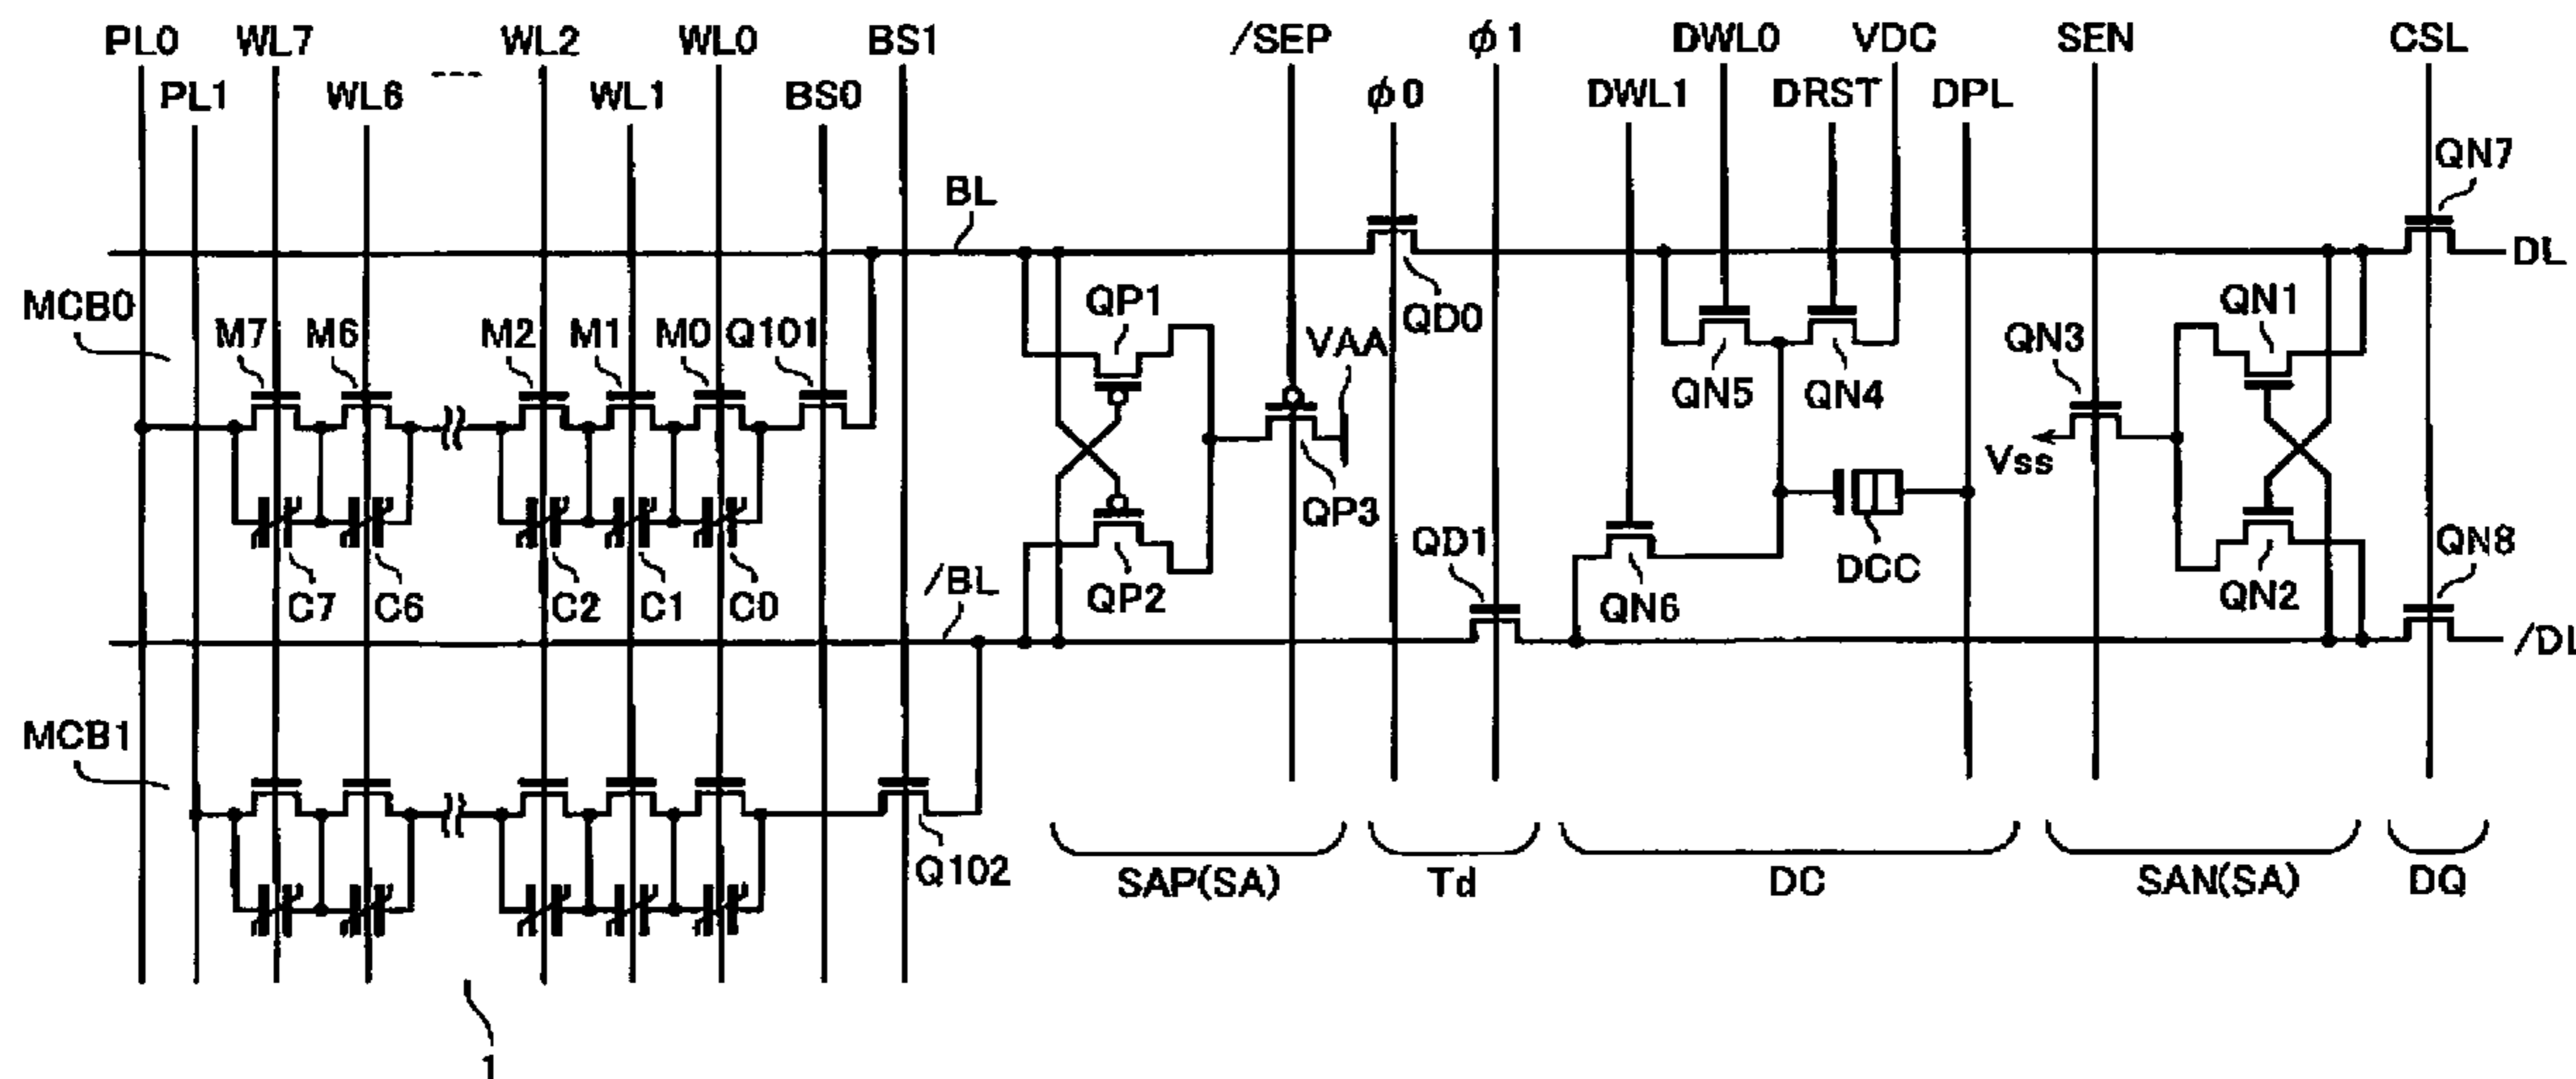 PL0 WL7 --- WL2 WL0 BS1 /SEP φ1 DWL0 VDC SEN CSL
PL1 WL6 WL1 BS0 φ0 DWL1 DRST DPL
QN7
BL
DL
MCB0
M7 M6 M2 M1 M0 Q101
QP1
QD0
VAA
QN5 QN4
QN3
QN1
Vss
QP3
C7 C6 C2 C1 C0
/BL
QP2
QD1
QN6
DCC
QN2
QN8
/DL
MCB1
Q102
SAP(SA) Td DC SAN(SA) DQ
1